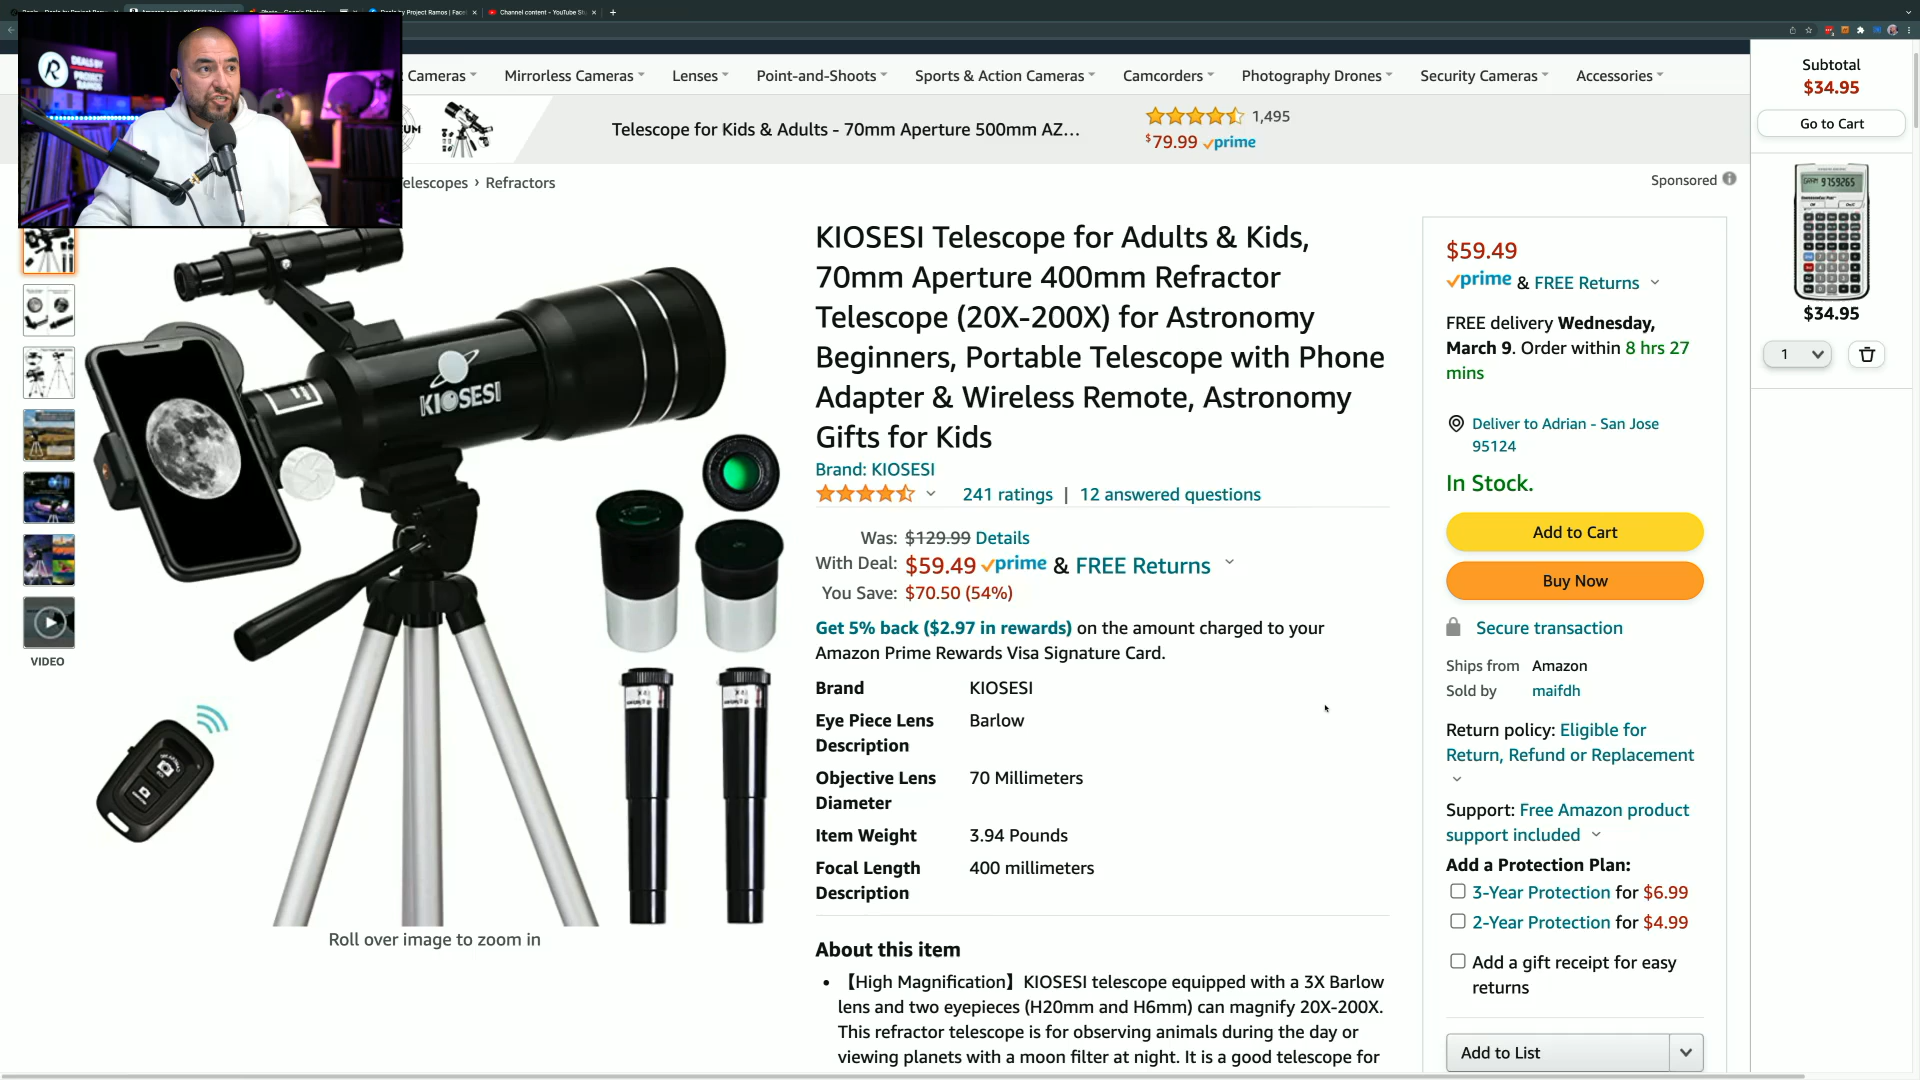 Deals by Project Ramos | Face
Channel content - YouTube St
DEALS BY
PROJECT
RAMOS
Cameras
Mirrorless Cameras
Lenses
Point-and-Shoots
Sports & Action Cameras
Camcorders
Photography Drones
Security Cameras
Accessories
Telescope for Kids & Adults - 70mm Aperture 500mm AZ...
1,495
$79.99 prime
elescopes › Refractors
Sponsored
KIOSESI
Roll over image to zoom in
VIDEO
KIOSESI Telescope for Adults & Kids,
70mm Aperture 400mm Refractor
Telescope (20X-200X) for Astronomy
Beginners, Portable Telescope with Phone
Adapter & Wireless Remote, Astronomy
Gifts for Kids
Brand: KIOSESI
241 ratings | 12 answered questions
Was: $129.99 Details
With Deal: $59.49 prime & FREE Returns
You Save: $70.50 (54%)
Get 5% back ($2.97 in rewards) on the amount charged to your
Amazon Prime Rewards Visa Signature Card.
Brand KIOSESI
Eye Piece Lens Barlow
Description
Objective Lens 70 Millimeters
Diameter
Item Weight 3.94 Pounds
Focal Length 400 millimeters
Description
About this item
• 【High Magnification】KIOSESI telescope equipped with a 3X Barlow
lens and two eyepieces (H20mm and H6mm) can magnify 20X-200X.
This refractor telescope is for observing animals during the day or
viewing planets with a moon filter at night. It is a good telescope for
$59.49
prime & FREE Returns
FREE delivery Wednesday,
March 9. Order within 8 hrs 27
mins
Deliver to Adrian - San Jose
95124
In Stock.
Add to Cart
Buy Now
Secure transaction
Ships from Amazon
Sold by maifdh
Return policy: Eligible for
Return, Refund or Replacement
Support: Free Amazon product
support included
Add a Protection Plan:
3-Year Protection for $6.99
2-Year Protection for $4.99
Add a gift receipt for easy
returns
Add to List
Subtotal
$34.95
Go to Cart
$34.95
1